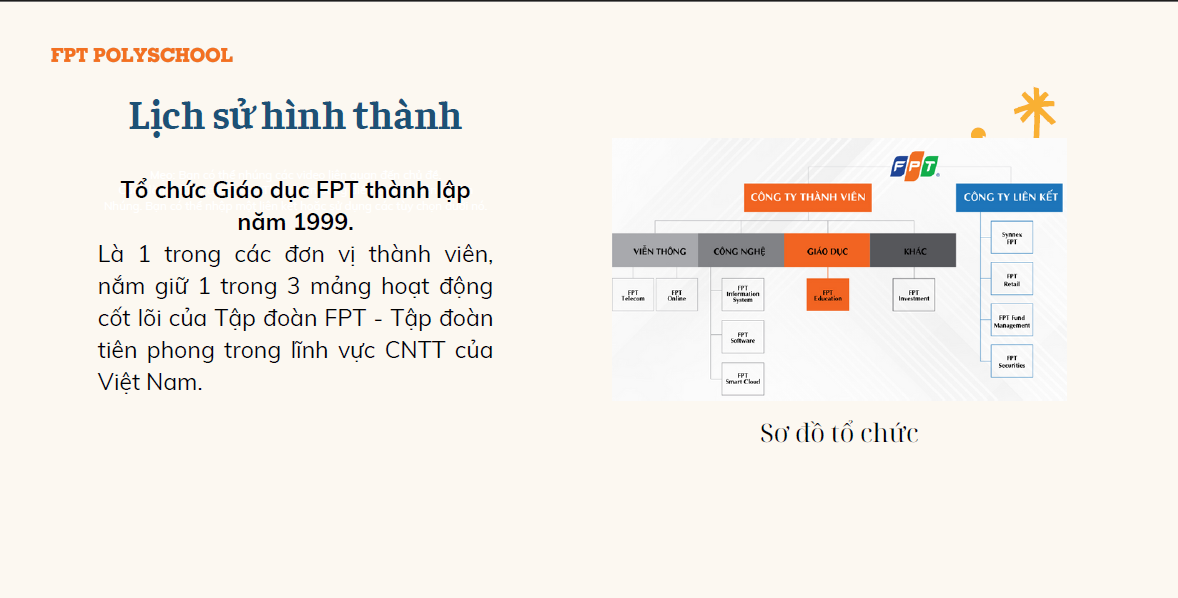 FPT POLYSCHOOL
Lịch sử hình thành
Tổ chức Giáo dục FPT thành lập
năm 1999.
Là 1 trong các đơn vị thành viên,
nắm giữ 1 trong 3 mảng hoạt động
cốt lõi của Tập đoàn FPT - Tập đoàn
tiên phong trong lĩnh vực CNTT của
Việt Nam.
FPT
CÔNG TY THÀNH VIÊN
CÔNG TY LIÊN KẾT
VIỄN THÔNG
CÔNG NGHỆ
GIÁO DỤC
KHÁC
FPT
Telecom
FPT
Online
FPT
Information
System
FPT
Software
FPT
Smart Cloud
FPT
Education
FPT
Investment
Synnex
FPT
FPT
Retail
FPT Fund
Management
FPT
Securities
Sơ đồ tổ chức